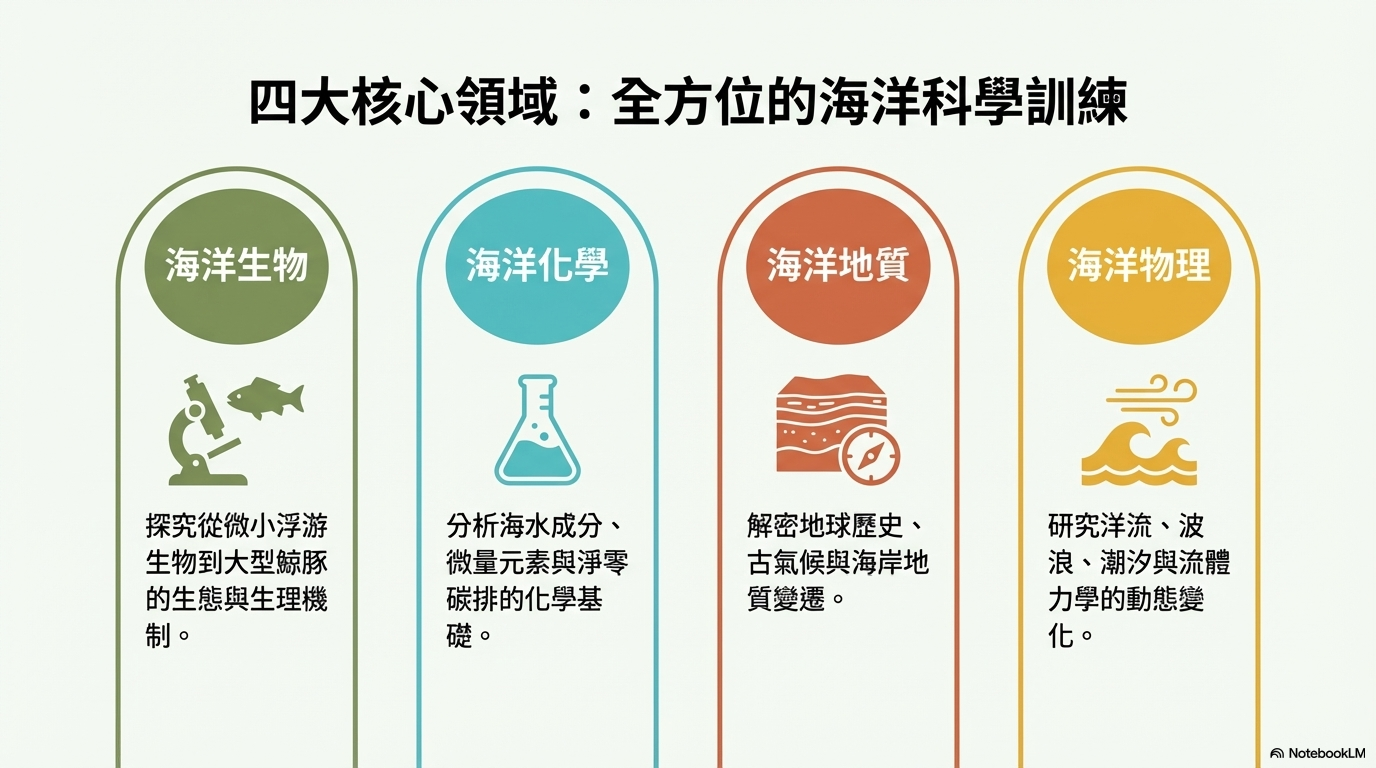 四大核心領域：全方位的海洋科學訓練
海洋生物
探究從微小浮游
生物到大型鯨豚
的生態與生理機
制。
海洋化學
分析海水成分、
微量元素與淨零
碳排的化學基
礎。
海洋地質
解密地球歷史、
古氣候與海岸地
質變遷。
海洋物理
研究洋流、波
浪、潮汐與流體
力學的動態變
化。
NotebookLM